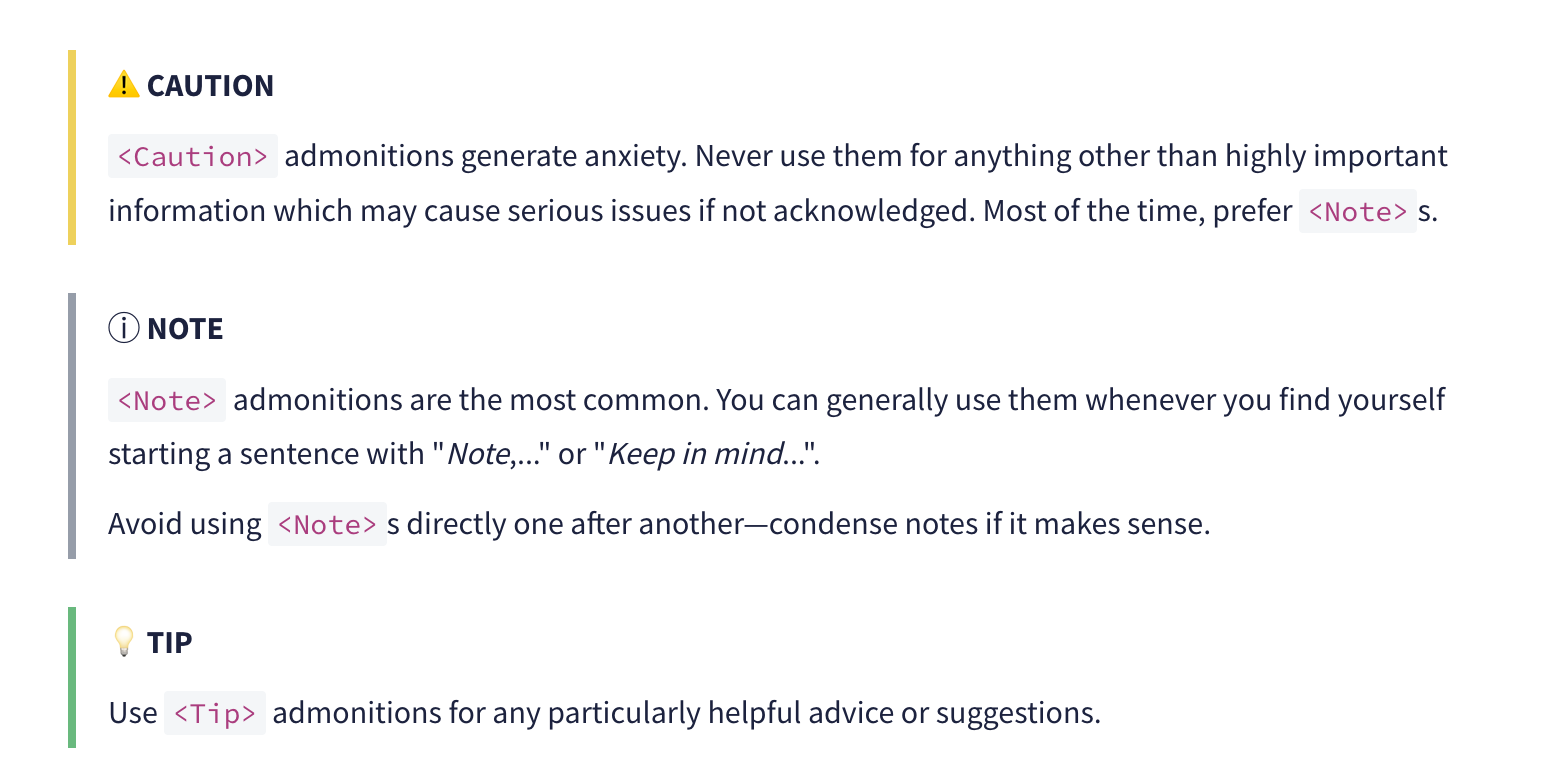 ⚠️ CAUTION
<Caution> admonitions generate anxiety. Never use them for anything other than highly important
information which may cause serious issues if not acknowledged. Most of the time, prefer <Note>s.
ⓘ NOTE
<Note> admonitions are the most common. You can generally use them whenever you find yourself
starting a sentence with "Note,..." or "Keep in mind...".
Avoid using <Note>s directly one after another—condense notes if it makes sense.
💡 TIP
Use <Tip> admonitions for any particularly helpful advice or suggestions.